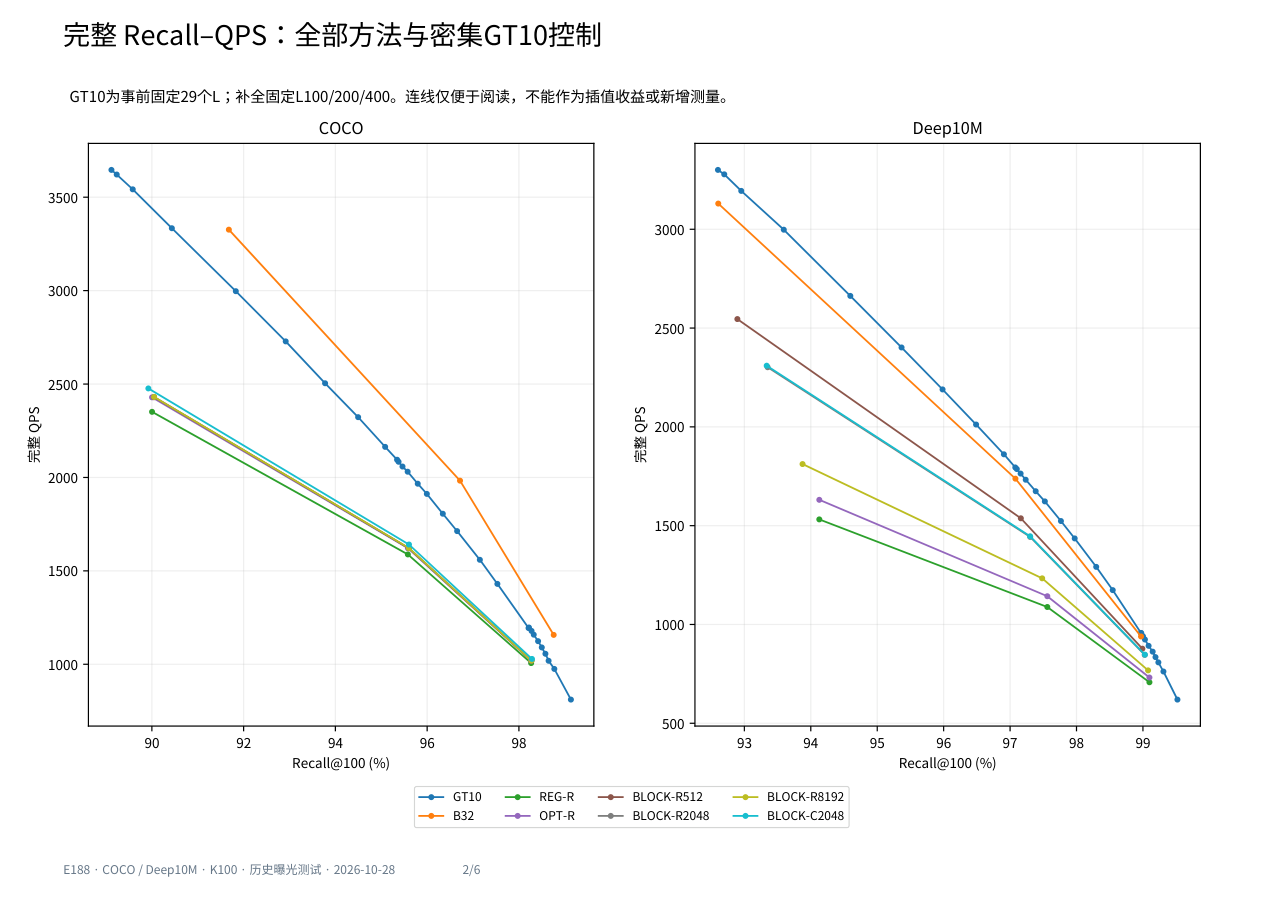 完整 Recall–QPS：全部方法与密集GT10控制
GT10为事前固定29个L；补全固定L100/200/400。连线仅便于阅读，不能作为插值收益或新增测量。
COCO
3500
3000
2500
2000
1500
1000
完整 QPS
90 92 94 96 98
Recall@100 (%)
Deep10M
3000
2500
2000
1500
1000
500
完整 QPS
93 94 95 96 97 98 99
Recall@100 (%)
GT10 REG-R BLOCK-R512 BLOCK-R8192
B32 OPT-R BLOCK-R2048 BLOCK-C2048
E188 · COCO / Deep10M · K100 · 历史曝光测试 · 2026-10-28 2/6